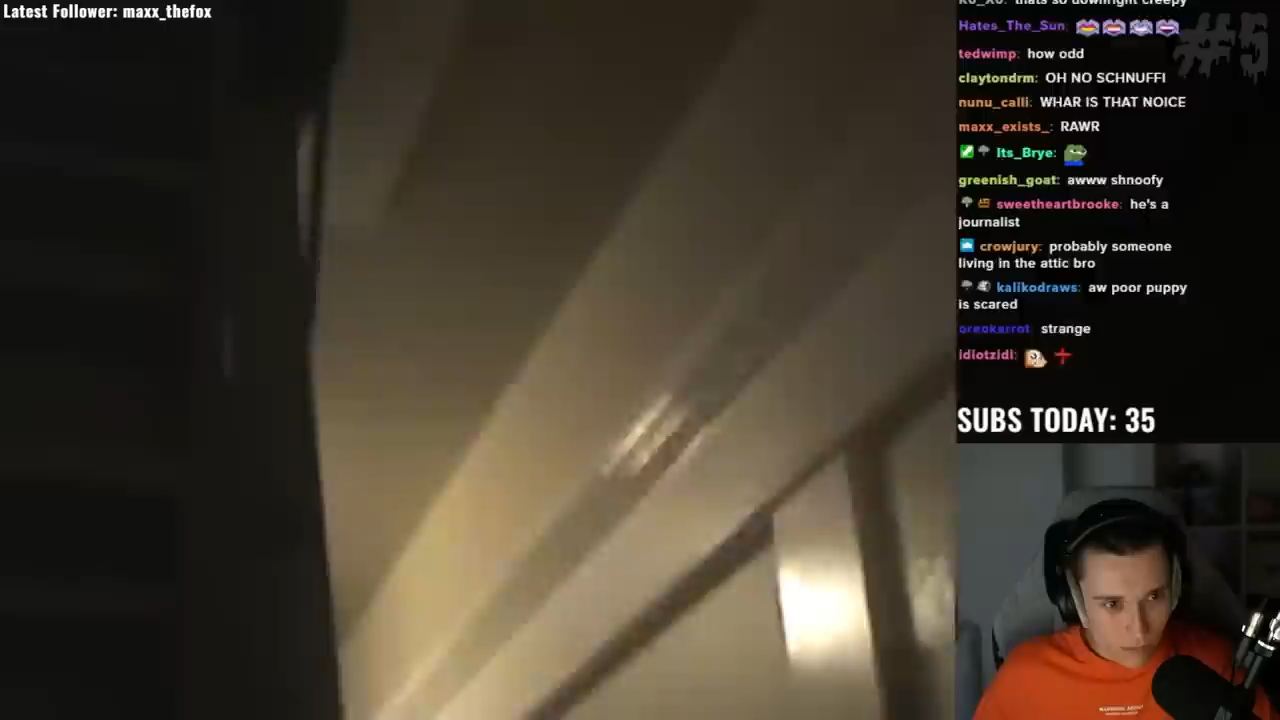 Latest Follower: maxx_thefox
#5
Hates_The_Sun:
tedwimp: how odd
claytondrm: OH NO SCHNUFFI
nunu_calli: WHAR IS THAT NOICE
maxx_exists_: RAWR
Its_Brye:
greenish_goat: awww shnoofy
sweetheartbrooke: he's a
journalist
crowjury: probably someone
living in the attic bro
kalikodraws: aw poor puppy
is scared
oreokarrot: strange
idiotzidi:
SUBS TODAY: 35